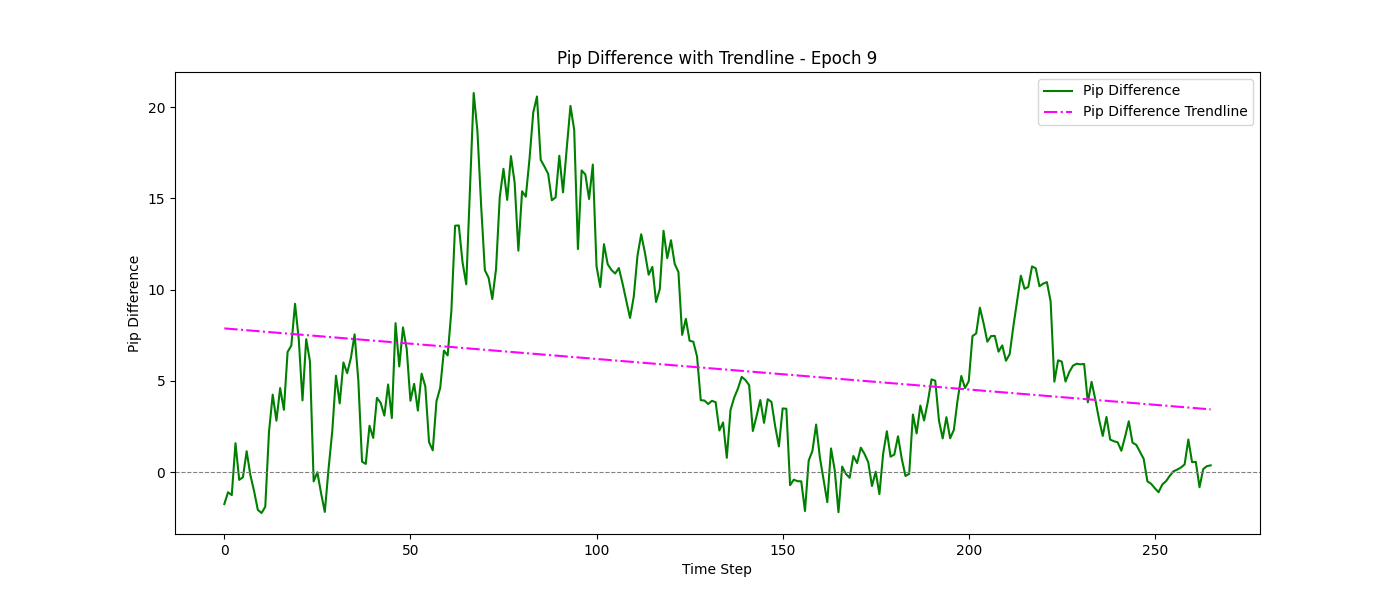 Pip Difference with Trendline - Epoch 9
Pip Difference
Pip Difference Trendline
20
15
10
5
0
Pip Difference
0
50
100
150
200
250
Time Step